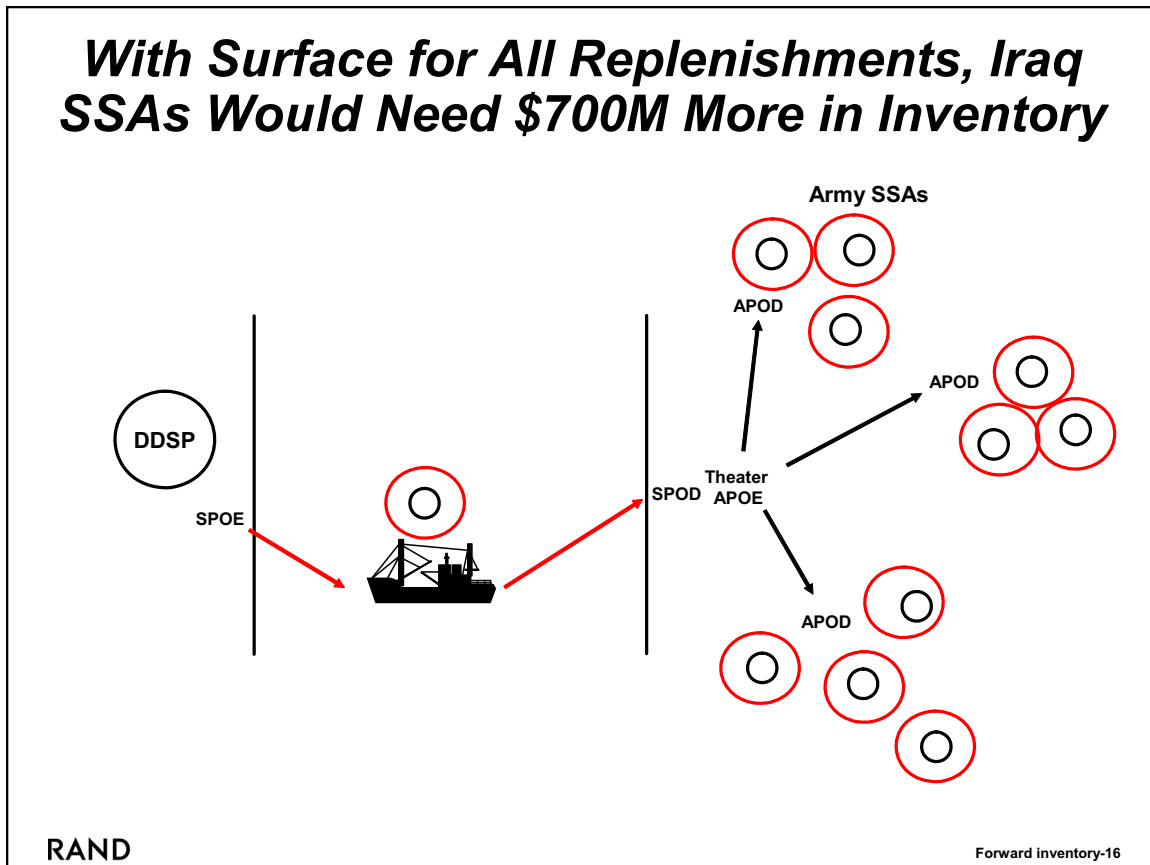 With Surface for All Replenishments, Iraq
SSAs Would Need $700M More in Inventory
Army SSAs
APOD
APOD
DDSP
SPOE
SPOD
Theater
APOE
APOD
RAND
Forward inventory-16